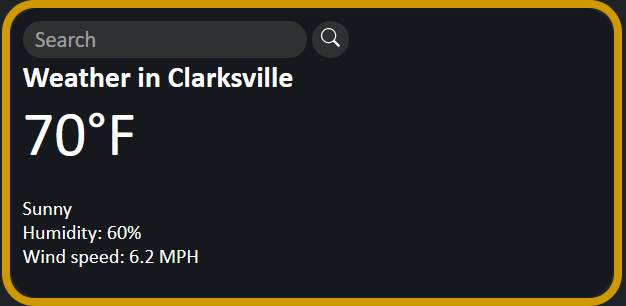 Search
Weather in Clarksville
70°F
Sunny
Humidity: 60%
Wind speed: 6.2 MPH